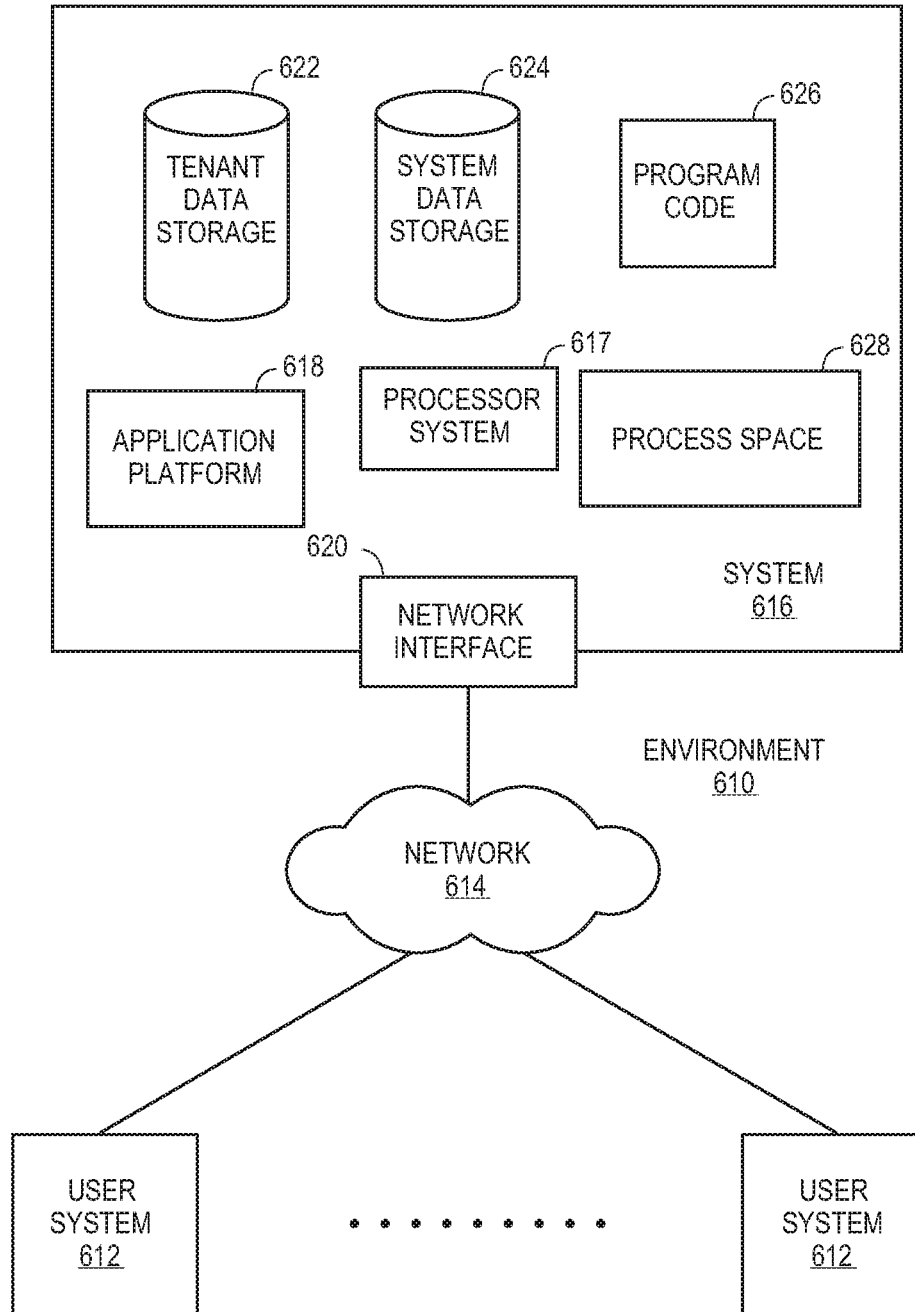 622
624
626
TENANT
DATA
STORAGE
SYSTEM
DATA
STORAGE
PROGRAM
CODE
618
617
628
APPLICATION
PLATFORM
PROCESSOR
SYSTEM
PROCESS SPACE
620
NETWORK
INTERFACE
SYSTEM
616
ENVIRONMENT
610
NETWORK
614
USER
SYSTEM
612
USER
SYSTEM
612